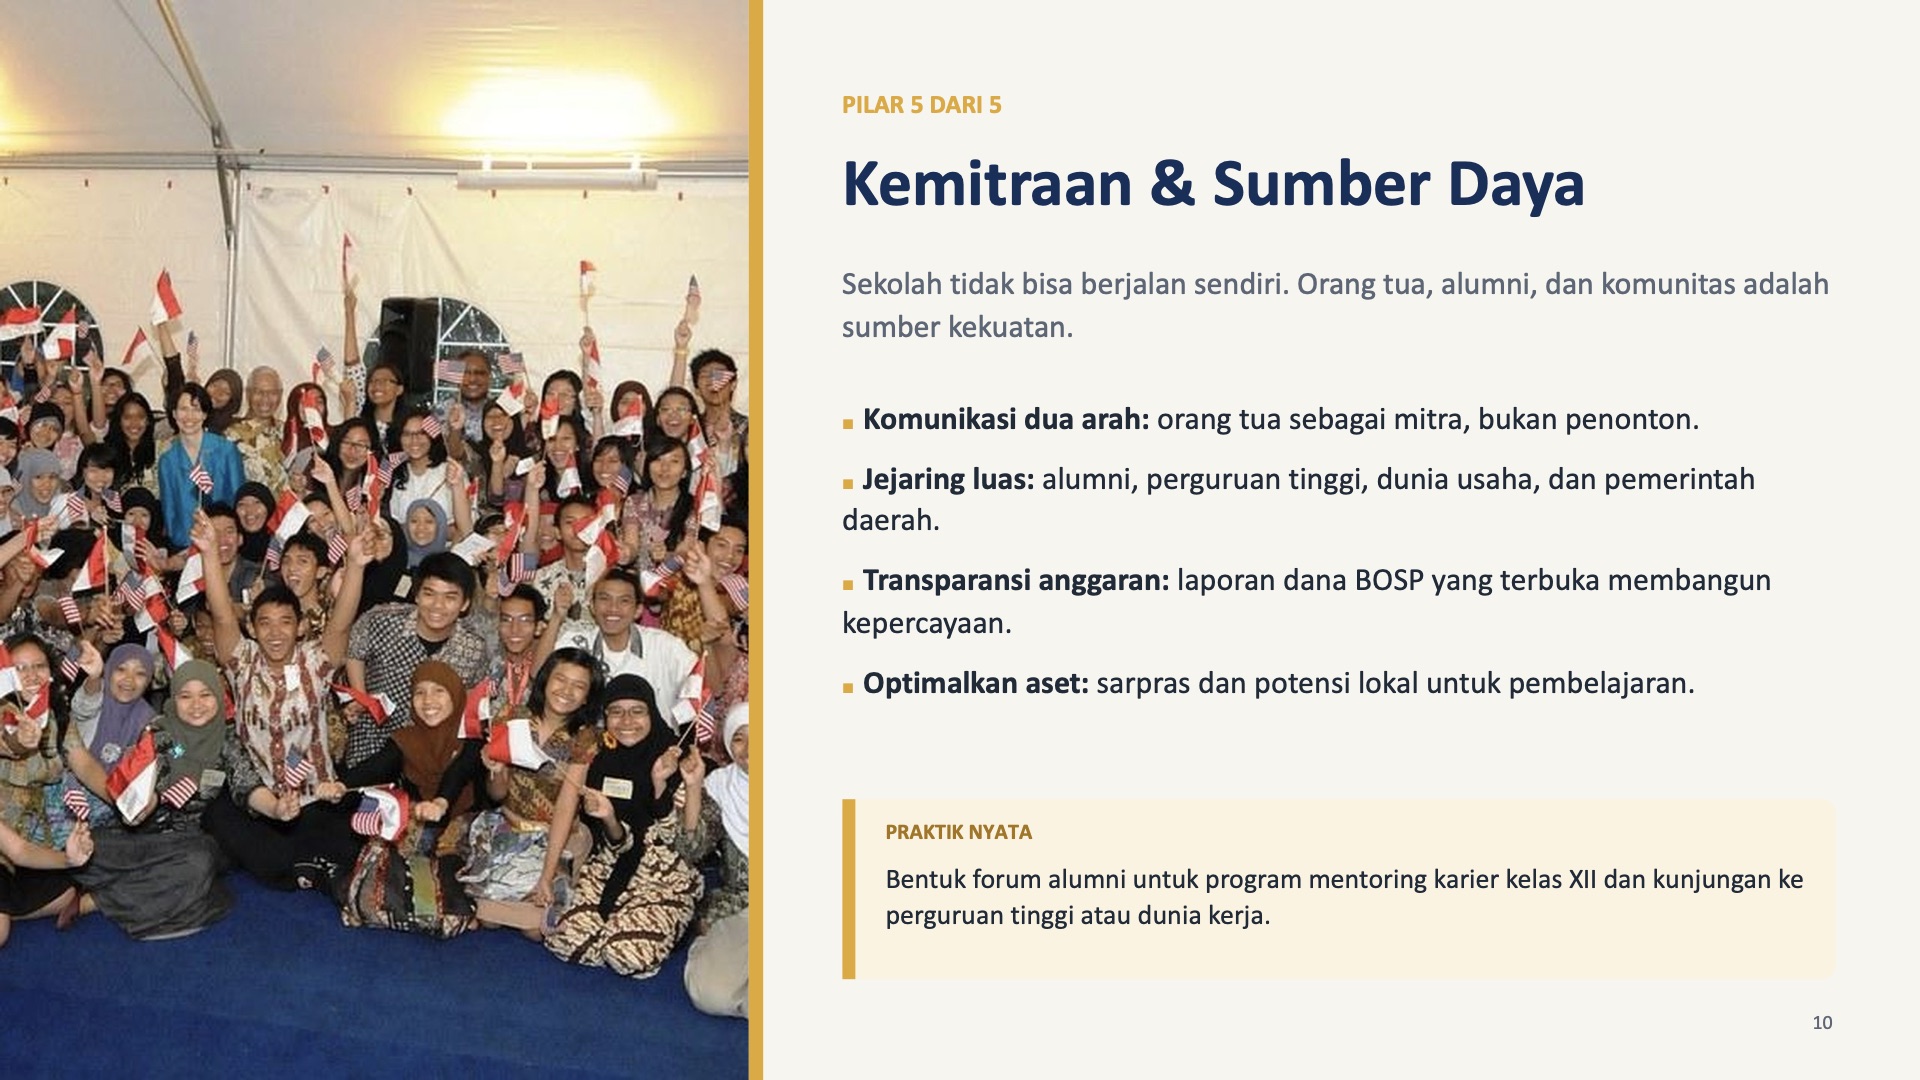 PILAR 5 DARI 5
Kemitraan & Sumber Daya
Sekolah tidak bisa berjalan sendiri. Orang tua, alumni, dan komunitas adalah
sumber kekuatan.
▪ Komunikasi dua arah: orang tua sebagai mitra, bukan penonton.
▪ Jejaring luas: alumni, perguruan tinggi, dunia usaha, dan pemerintah
daerah.
▪ Transparansi anggaran: laporan dana BOSP yang terbuka membangun
kepercayaan.
▪ Optimalkan aset: sarpras dan potensi lokal untuk pembelajaran.
PRAKTIK NYATA
Bentuk forum alumni untuk program mentoring karier kelas XII dan kunjungan ke
perguruan tinggi atau dunia kerja.
10